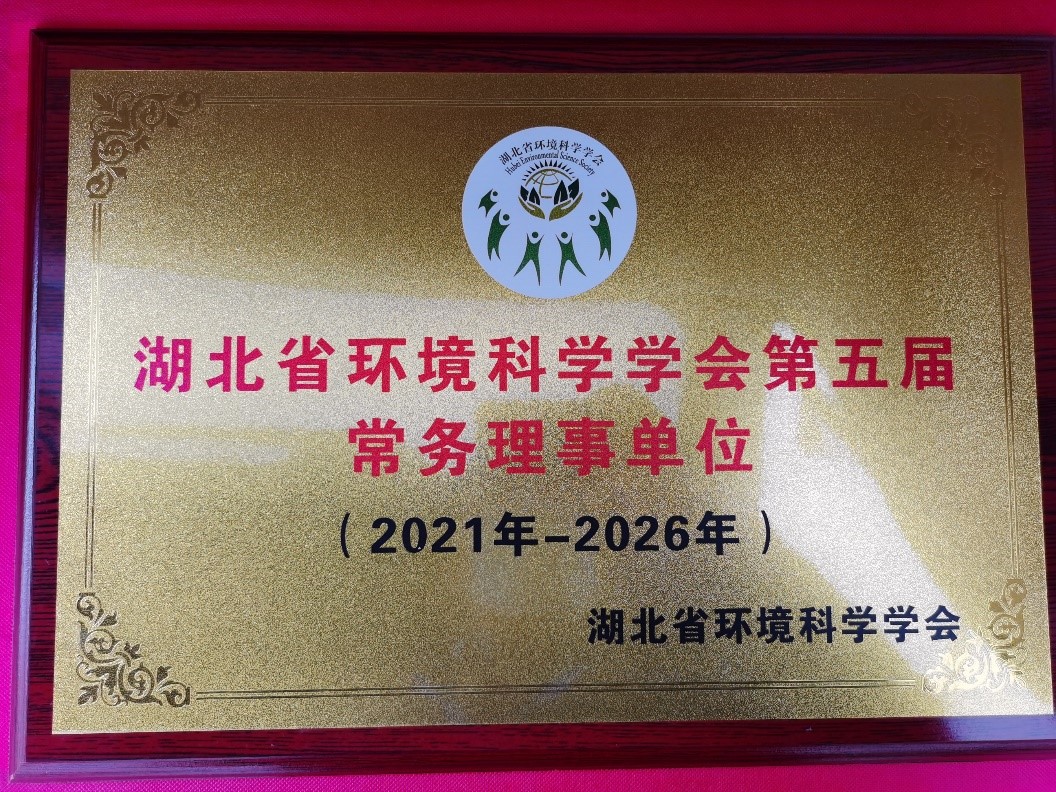 湖北省环境科学学会
Hubei Environmental Science Society
湖北省环境科学学会第五届
常务理事单位
（2021年–2026年）
湖北省环境科学学会